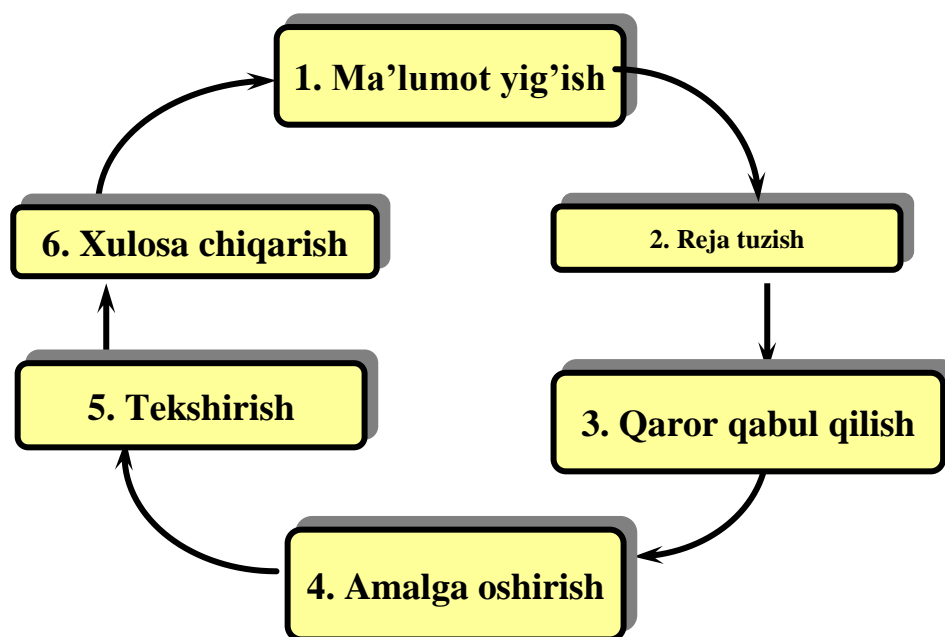 1. Ma’lumot yig’ish
2. Reja tuzish
3. Qaror qabul qilish
4. Amalga oshirish
5. Tekshirish
6. Xulosa chiqarish